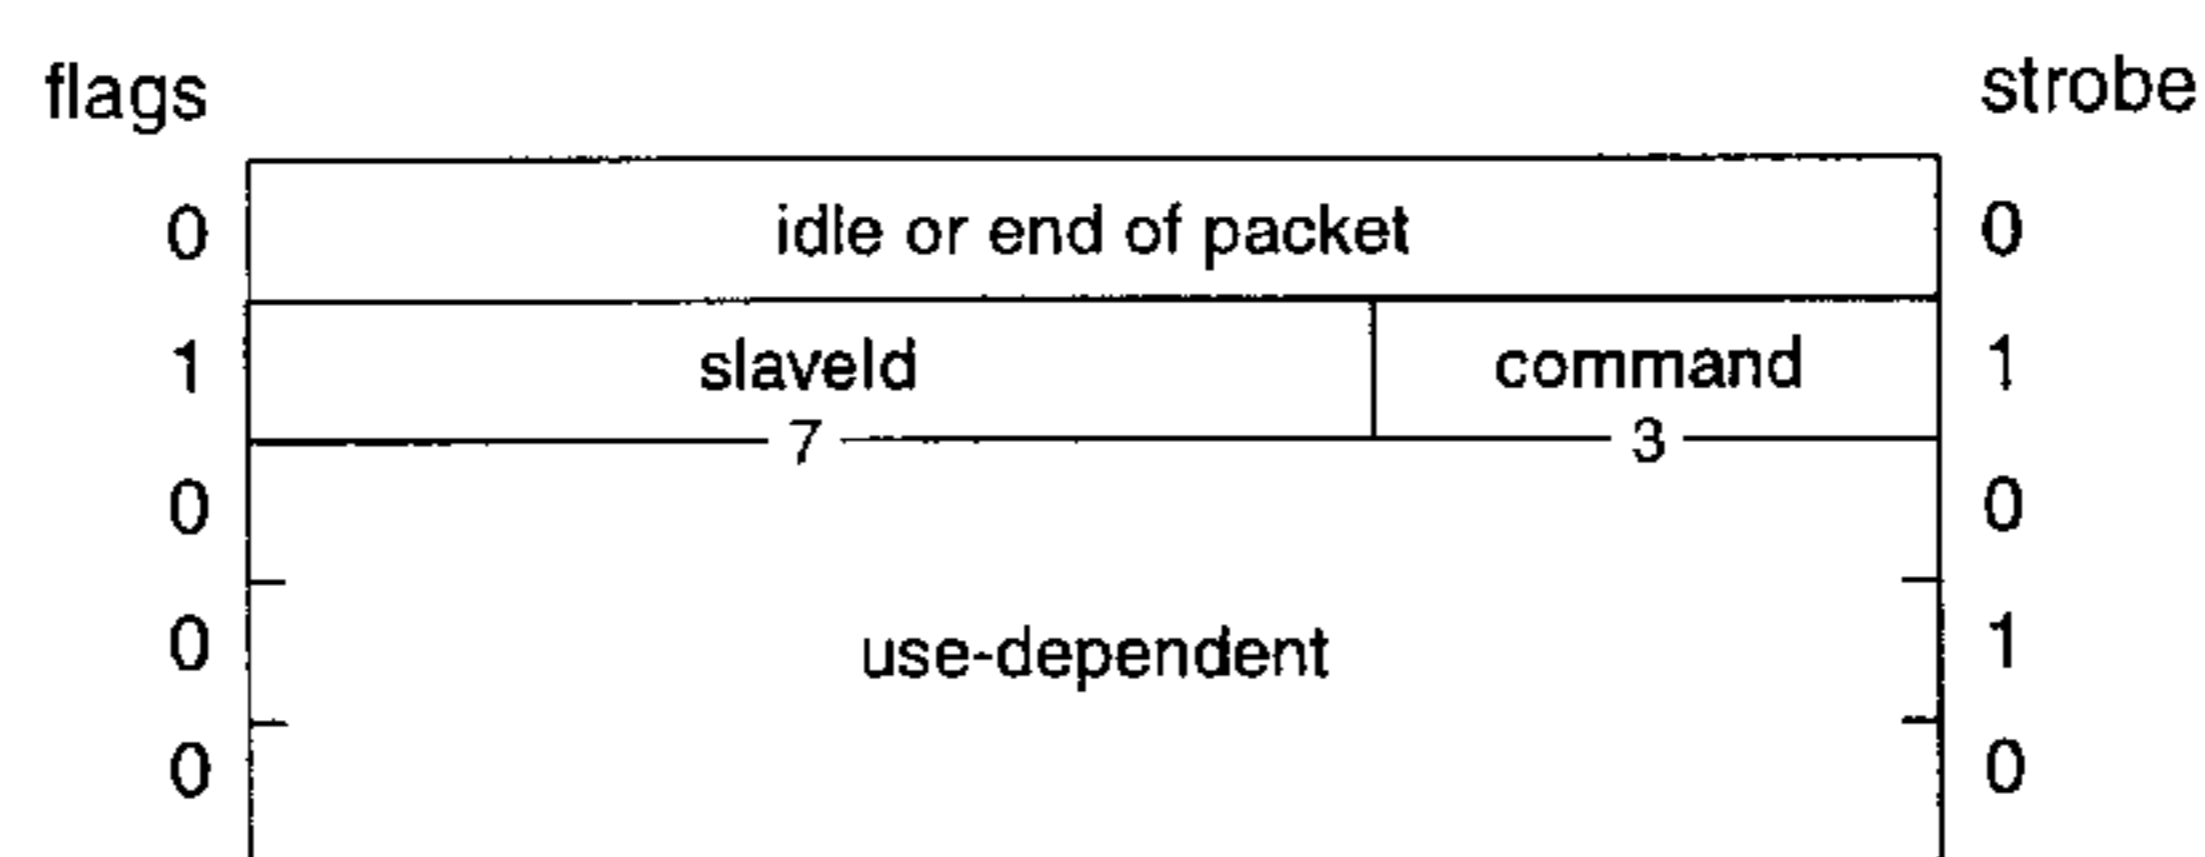 flags strobe
0 idle or end of packet 0
1 slaveId command 1
7 3
0 0
0 use-dependent 1
0 0